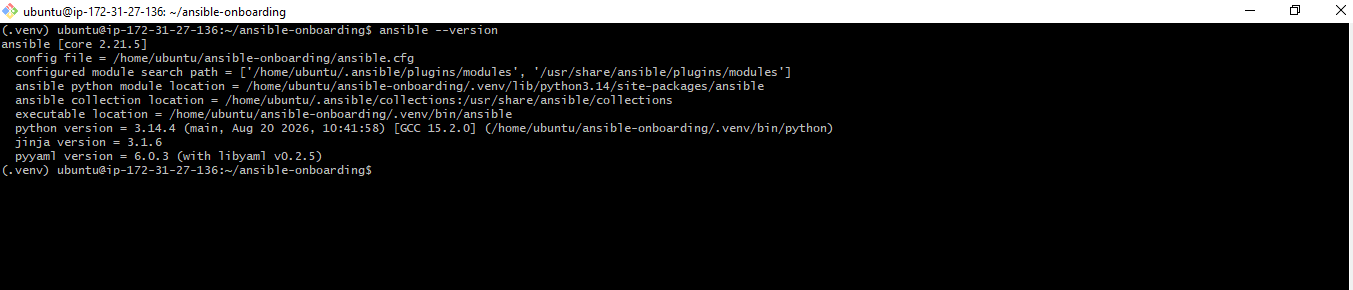 ubuntu@ip-172-31-27-136: ~/ansible-onboarding
(.venv) ubuntu@ip-172-31-27-136:~/ansible-onboarding$ ansible --version
ansible [core 2.21.5]
  config file = /home/ubuntu/ansible-onboarding/ansible.cfg
  configured module search path = ['/home/ubuntu/.ansible/plugins/modules', '/usr/share/ansible/plugins/modules']
  ansible python module location = /home/ubuntu/ansible-onboarding/.venv/lib/python3.14/site-packages/ansible
  ansible collection location = /home/ubuntu/.ansible/collections:/usr/share/ansible/collections
  executable location = /home/ubuntu/ansible-onboarding/.venv/bin/ansible
  python version = 3.14.4 (main, Aug 20 2026, 10:41:58) [GCC 15.2.0] (/home/ubuntu/ansible-onboarding/.venv/bin/python)
  jinja version = 3.1.6
  pyyaml version = 6.0.3 (with libyaml v0.2.5)
(.venv) ubuntu@ip-172-31-27-136:~/ansible-onboarding$